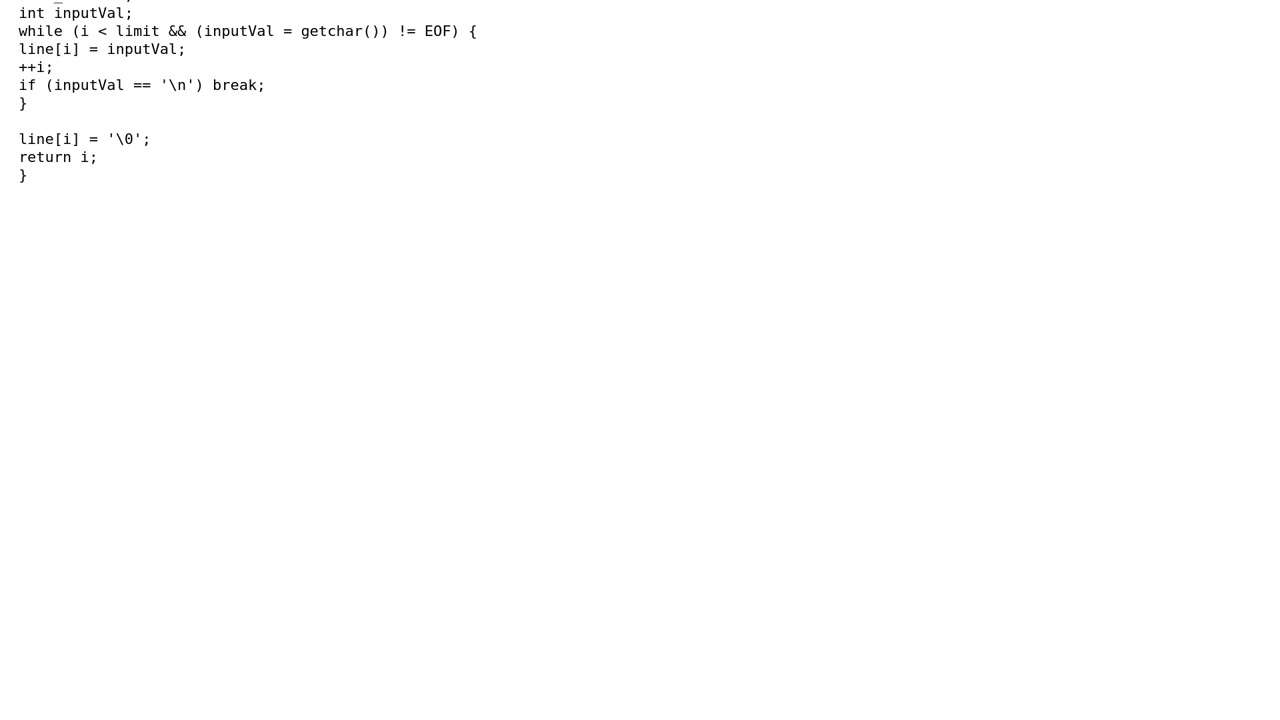 int inputVal;
while (i < limit && (inputVal = getchar()) != EOF) {
line[i] = inputVal;
++i;
if (inputVal == '\n') break;
}
line[i] = '\0';
return i;
}